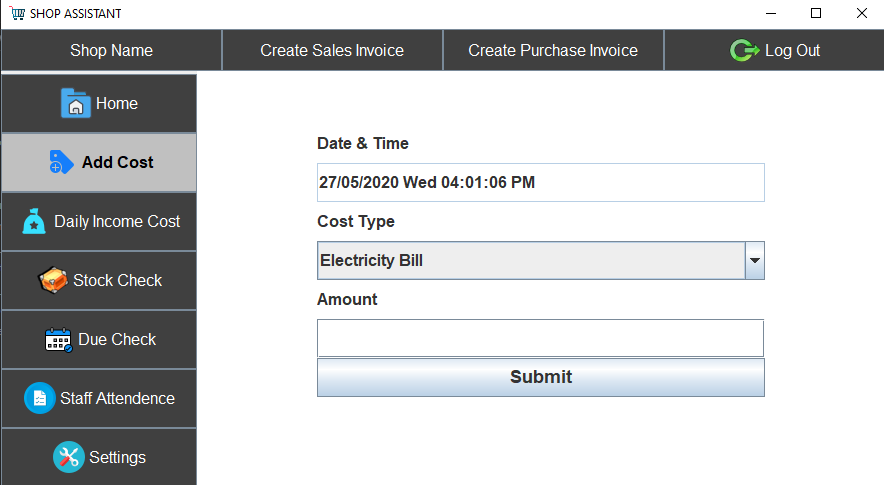 SHOP ASSISTANT
Shop Name Create Sales Invoice Create Purchase Invoice Log Out
Home
Add Cost
Daily Income Cost
Stock Check
Due Check
Staff Attendence
Settings
Date & Time
27/05/2020 Wed 04:01:06 PM
Cost Type
Electricity Bill
Amount
Submit